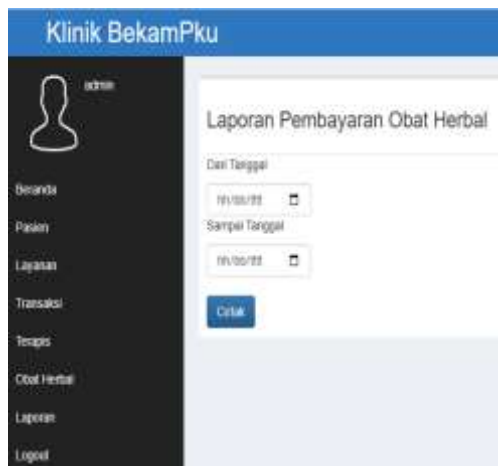 Klinik BekamPku
admin
Beranda
Pasien
Layanan
Transaksi
Terapis
Obat Herbal
Laporan
Logout
Laporan Pembayaran Obat Herbal
Dari Tanggal
Sampai Tanggal
Cetak